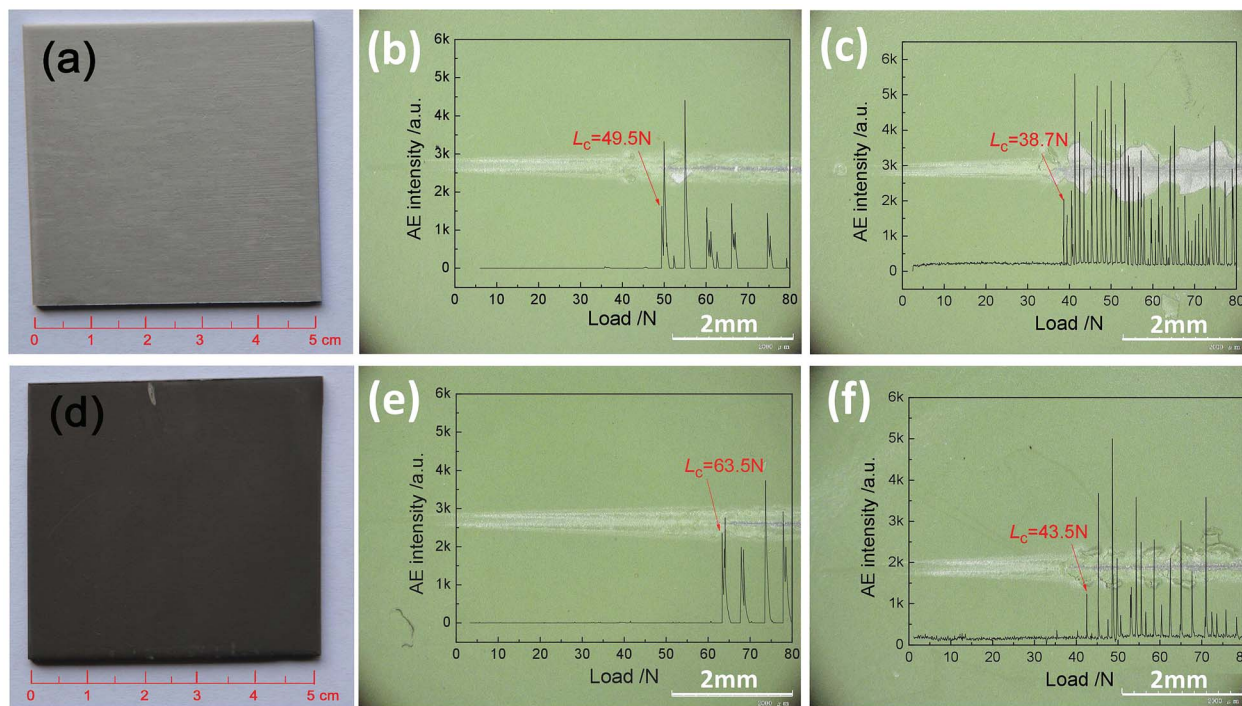 (a)
0 1 2 3 4 5 cm
(b)
6k
5k
4k
3k
2k
1k
0
AE intensity /a.u.
Lc=49.5N
0 10 20 30 40 50 60 70 80
Load /N
2mm
(c)
6k
5k
4k
3k
2k
1k
0
AE intensity /a.u.
Lc=38.7N
0 10 20 30 40 50 60 70 80
Load /N
2mm
(d)
0 1 2 3 4 5 cm
(e)
6k
5k
4k
3k
2k
1k
0
AE intensity /a.u.
Lc=63.5N
0 10 20 30 40 50 60 70 80
Load /N
2mm
(f)
6k
5k
4k
3k
2k
1k
0
AE intensity /a.u.
Lc=43.5N
0 10 20 30 40 50 60 70 80
Load /N
2mm